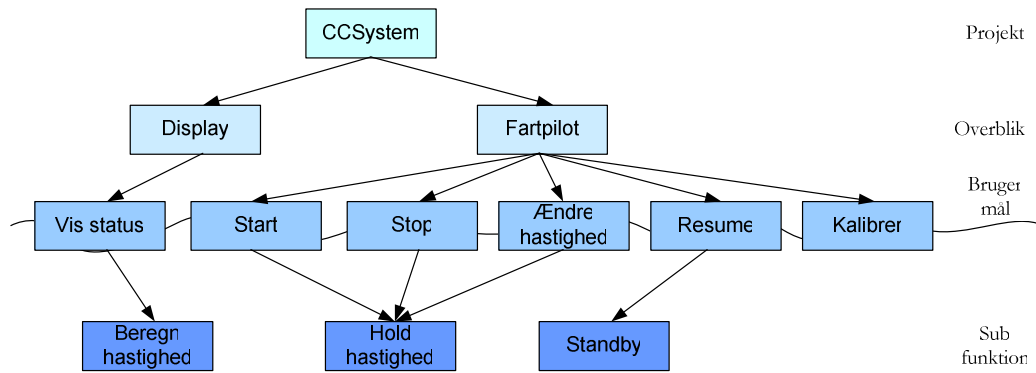 CCSystem
Projekt
Display
Fartpilot
Overblik
Vis status
Start
Stop
Ændre
hastighed
Resume
Kalibrer
Bruger
mål
Beregn
hastighed
Hold
hastighed
Standby
Sub
funktion